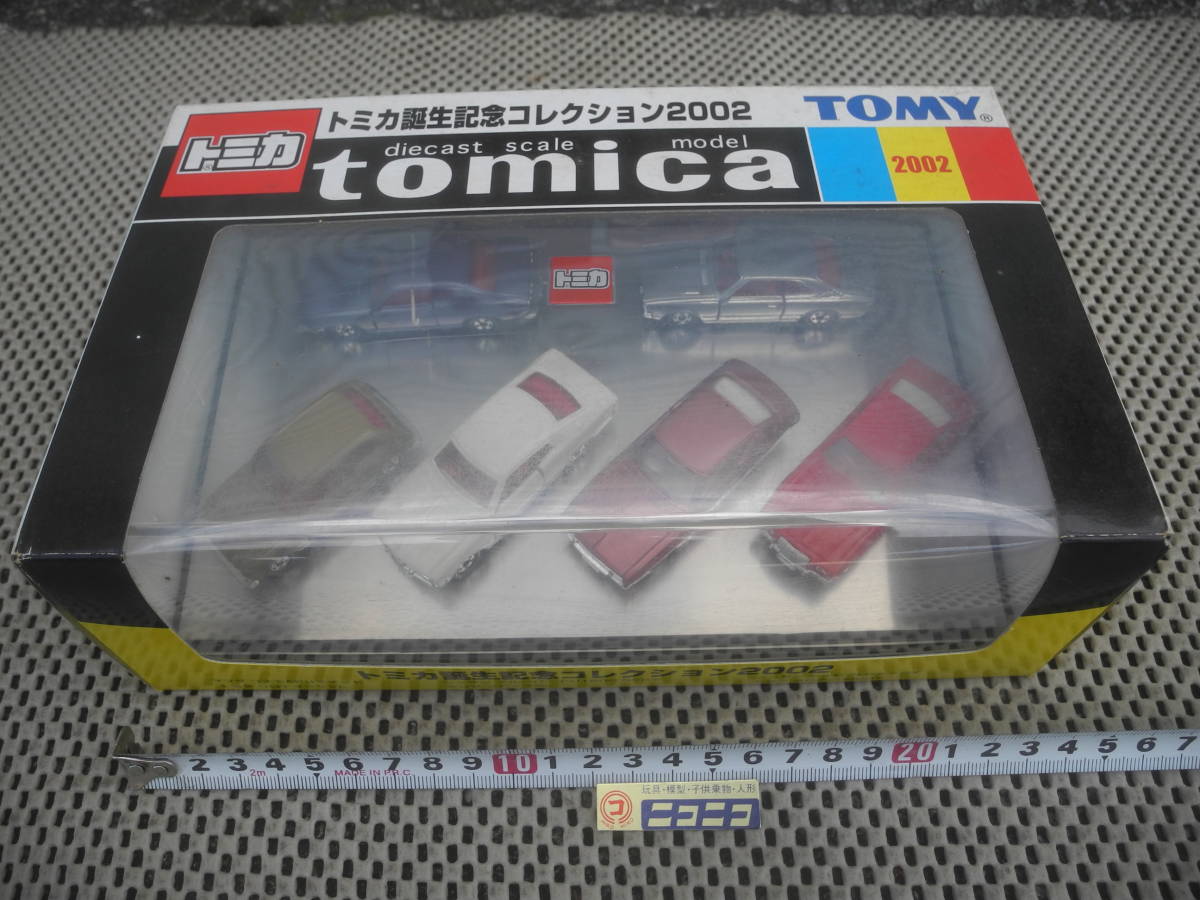 トミカ誕生記念コレクション2002
TOMY®
トミカ
diecast scale model
tomica
2002
トミカ
トミカ誕生記念コレクション2002
2 3 4 5 6 7 8 9 10 1 2 3 4 5 6 7 8 9 20 1 2 3 4 5 6 7
2m MADE IN P.R.C.
玩具・模型・子供乗物・人形
コ ニコニコ